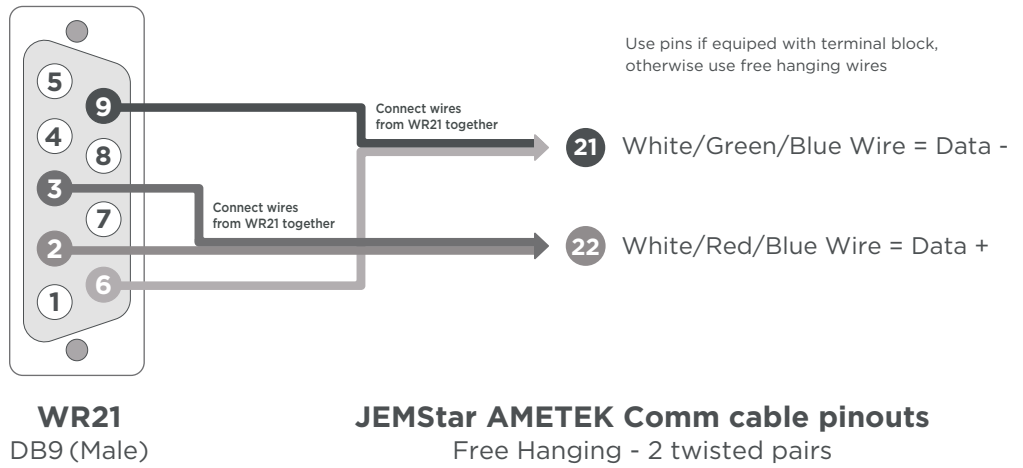 Use pins if equiped with terminal block,
otherwise use free hanging wires
5
9
4
8
3
7
2
6
1
Connect wires
from WR21 together
Connect wires
from WR21 together
21 White/Green/Blue Wire = Data -
22 White/Red/Blue Wire = Data +
WR21
DB9 (Male)
JEMStar AMETEK Comm cable pinouts
Free Hanging - 2 twisted pairs